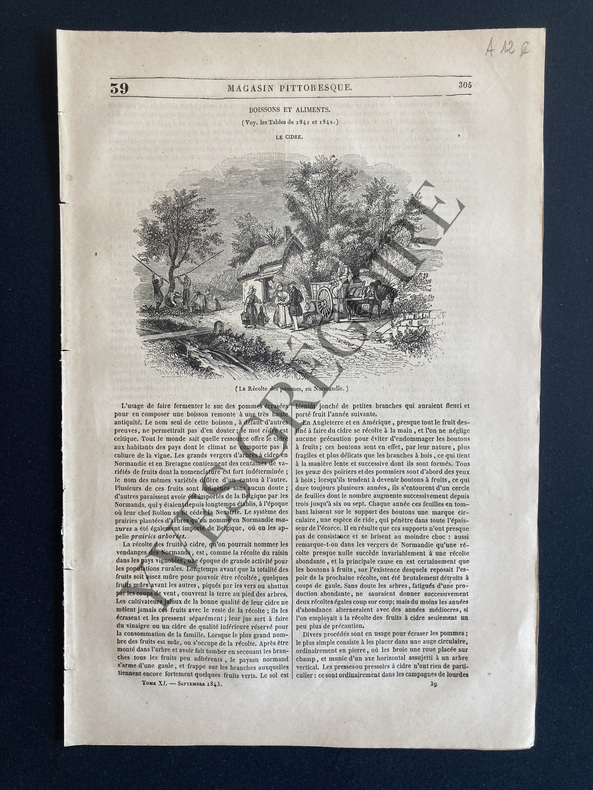 A 12 €
39
MAGASIN PITTORESQUE.
305
BOISSONS ET ALIMENTS.
(Voy. les Tables de 1841 et 1842.)
LE CIDRE.
(La Récolte des pommes, en Normandie.)
L'usage de faire fermenter le suc des pommes écrasées
pour en composer une boisson remonte à une très haute
antiquité. Le nom seul de cette boisson, à défaut d'autres
preuves, ne permettrait pas d'en douter; le mot cidre est
celtique. Tout le monde sait quelle ressource offre le cidre
aux habitants des pays dont le climat ne comporte pas la
culture de la vigne. Les grands vergers d'arbres à cidre en
Normandie et en Bretagne contiennent des centaines de va-
riétés de fruits dont la nomenclature est fort indéterminée;
le nom des mêmes variétés diffère d'un canton à l'autre.
Plusieurs de ces fruits sont indigènes sans aucun doute;
d'autres paraissent avoir été apportés de la Belgique par les
Normands, qui y étaient depuis longtemps établis, à l'époque
où leur chef Rollon s'empara de la Neustrie. Le système des
prairies plantées d'arbres qu'on nomme en Normandie ma-
sures a été également importé de Belgique, où on les ap-
pelle prairies arborées.
La récolte des fruits à cidre, qu'on pourrait nommer les
vendanges de Normandie, est, comme la récolte du raisin
dans les pays vignobles, une époque de grande activité pour
les populations rurales. Longtemps avant que la totalité des
fruits soit assez mûre pour pouvoir être récoltée, quelques
fruits mûrs avant les autres, piqués par les vers ou abattus
par les coups de vent, couvrent la terre au pied des arbres.
Les cultivateurs jaloux de la bonne qualité de leur cidre ne
mêlent jamais ces fruits avec le reste de la récolte; ils les
écrasent et les pressent séparément; leur jus sert à faire
du vinaigre ou un cidre de qualité inférieure réservé pour
la consommation de la famille. Lorsque le plus grand nom-
bre des fruits est mûr, on s'occupe de la récolte. Après être
monté dans l'arbre et avoir fait tomber en secouant les bran-
ches tous les fruits peu adhérents, le paysan normand
s'arme d'une gaule, et frappe sur les branches auxquelles
tiennent encore fortement quelques fruits verts. Le sol est
TOME XI. — SEPTEMBRE 1843.
bientôt jonché de petites branches qui auraient fleuri et
porté fruit l'année suivante.
En Angleterre et en Amérique, presque tout le fruit des-
tiné à faire du cidre se récolte à la main, et l'on ne néglige
aucune précaution pour éviter d'endommager les boutons
à fruits; ces boutons sont en effet, par leur nature, plus
fragiles et plus délicats que les branches à bois, ce qui tient
à la manière lente et successive dont ils sont formés. Tous
les yeux des poiriers et des pommiers sont d'abord des yeux
à bois; lorsqu'ils tendent à devenir boutons à fruits, ce qui
dure toujours plusieurs années, ils s'entourent d'un cercle
de feuilles dont le nombre augmente successivement depuis
trois jusqu'à six ou sept. Chaque année ces feuilles en tom-
bant laissent sur le support des boutons une marque cir-
culaire, une espèce de ride, qui pénètre dans toute l'épais-
seur de l'écorce. Il en résulte que ces supports n'ont presque
pas de consistance et se brisent au moindre choc: aussi
remarque-t-on dans les vergers de Normandie qu'une ré-
colte presque nulle succède invariablement à une récolte
abondante, et la principale cause en est certainement que
les boutons à fruits, sur l'existence desquels reposait l'es-
poir de la prochaine récolte, ont été brutalement détruits à
coups de gaule. Sans doute les arbres, fatigués d'une pro-
duction abondante, ne sauraient donner successivement
deux récoltes égales coup sur coup; mais du moins les années
d'abondance alterneraient avec des années médiocres, si
l'on employait à la récolte des fruits à cidre seulement un
peu plus de précaution.
Divers procédés sont en usage pour écraser les pommes;
le plus simple consiste à les placer dans une auge circulaire,
ordinairement en pierre, où les broie une roue placée sur
champ, et munie d'un axe horizontal assujetti à un arbre
vertical. Les presses ou pressoirs à cidre n'ont rien de parti-
culier: ce sont ordinairement dans les campagnes de lourdes
39
YVES GRÉGOIRE